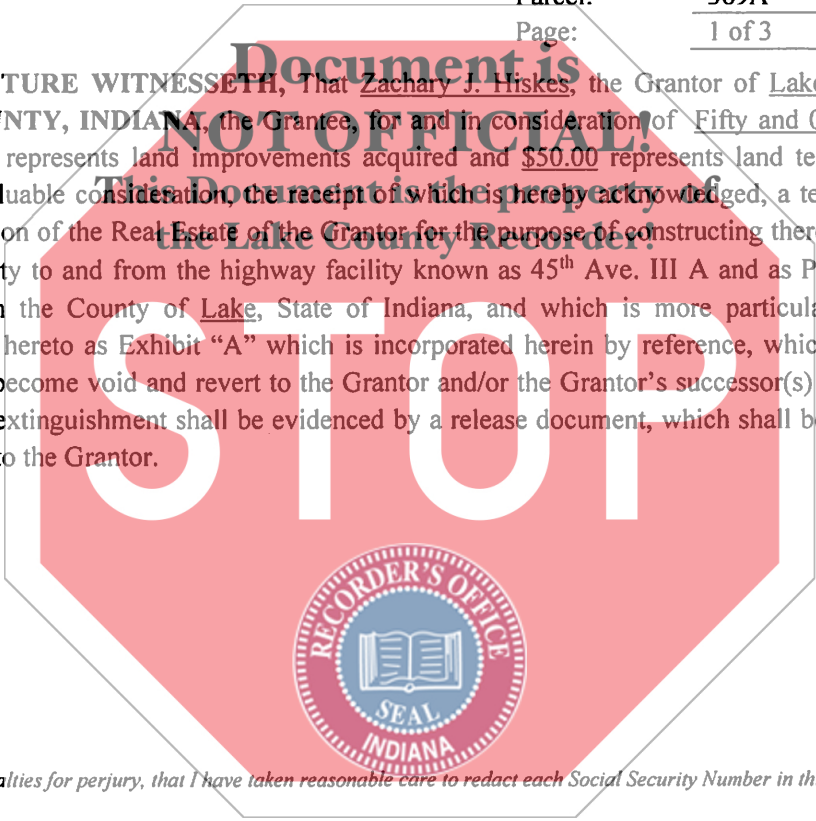 Parcel: 369A
Page: 1 of 3
Document is
TURE WITNESSETH, That Zachary J. Hiskes, the Grantor of Lake
NTY, INDIANA, the Grantee, for and in consideration of Fifty and
NOT OFFICIAL!
represents land improvements acquired and $50.00 represents land te
This Document is the property of
luable consideration, the receipt of which is hereby acknowledged, a te
on of the Real Estate of the Grantor for the purpose of constructing ther
the Lake County Recorder!
ty to and from the highway facility known as 45th Ave. III A and as P
the County of Lake, State of Indiana, and which is more particula
hereto as Exhibit “A” which is incorporated herein by reference, whic
become void and revert to the Grantor and/or the Grantor’s successor(s)
extinguishment shall be evidenced by a release document, which shall be
to the Grantor.
STOP
RECORDER'S OFFICE
SEAL
INDIANA
alties for perjury, that I have taken reasonable care to redact each Social Security Number in th